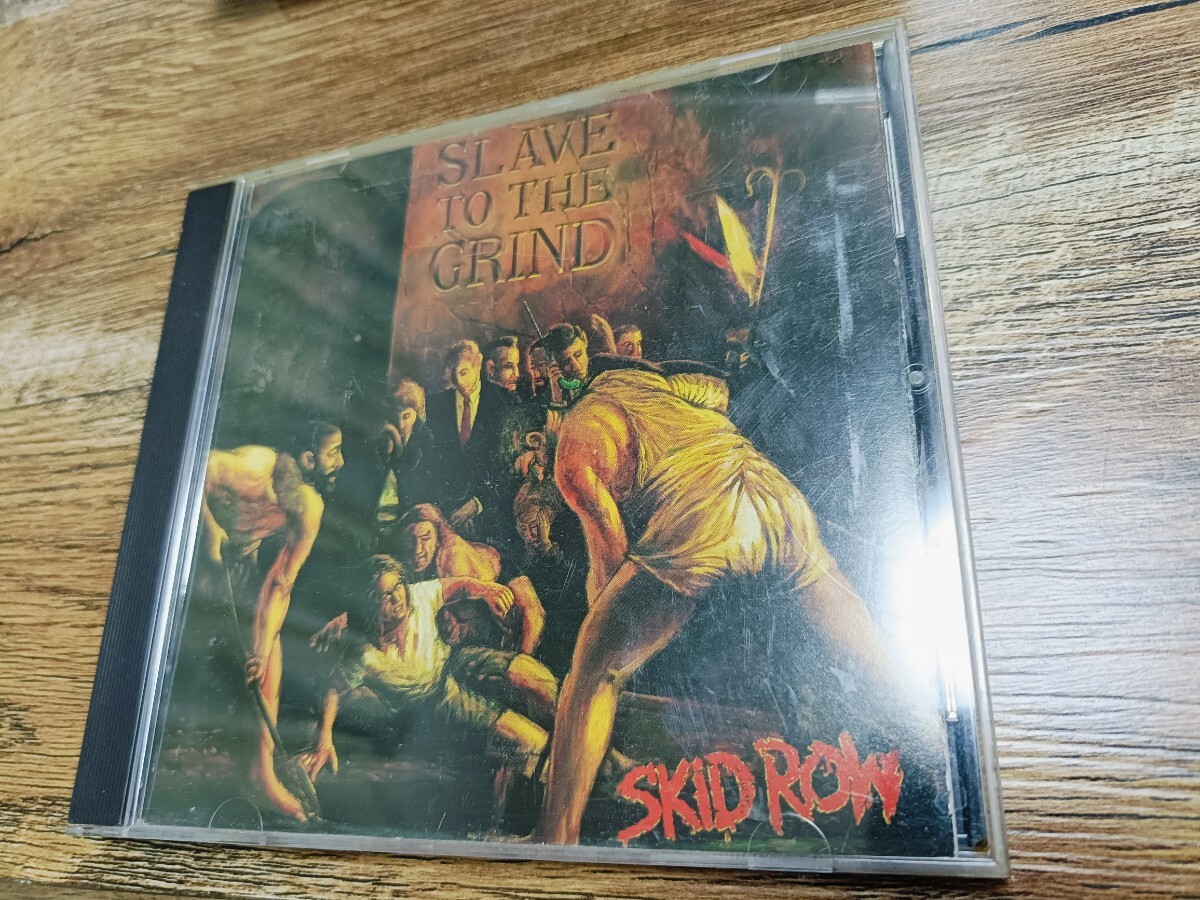 SLAVE
TO THE
GRIND
SKID ROW